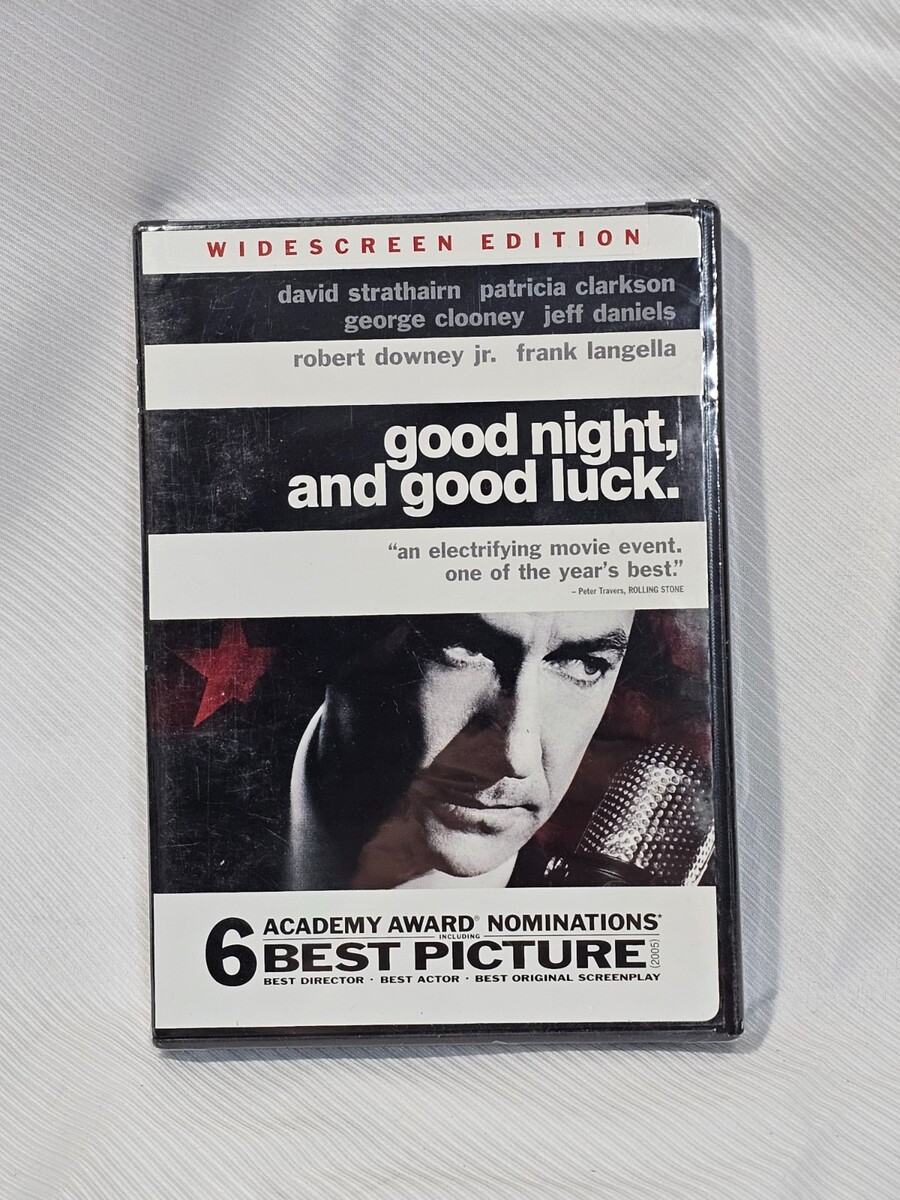 WIDESCREEN EDITION
david strathairn patricia clarkson
george clooney jeff daniels
robert downey jr. frank langella
good night,
and good luck.
“an electrifying movie event.
one of the year’s best.”
– Peter Travers, ROLLING STONE
6 ACADEMY AWARD® NOMINATIONS*
INCLUDING
BEST PICTURE (2005)
BEST DIRECTOR · BEST ACTOR · BEST ORIGINAL SCREENPLAY